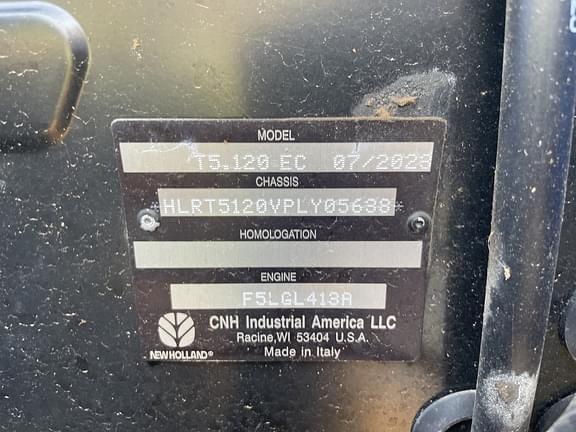 MODEL
T5.120 EC 07/2023
CHASSIS
*HLRT5120VPLY05638*
HOMOLOGATION
ENGINE
F5LGL413A
CNH Industrial America LLC
Racine,WI 53404 U.S.A.
Made in Italy
NEW HOLLAND®